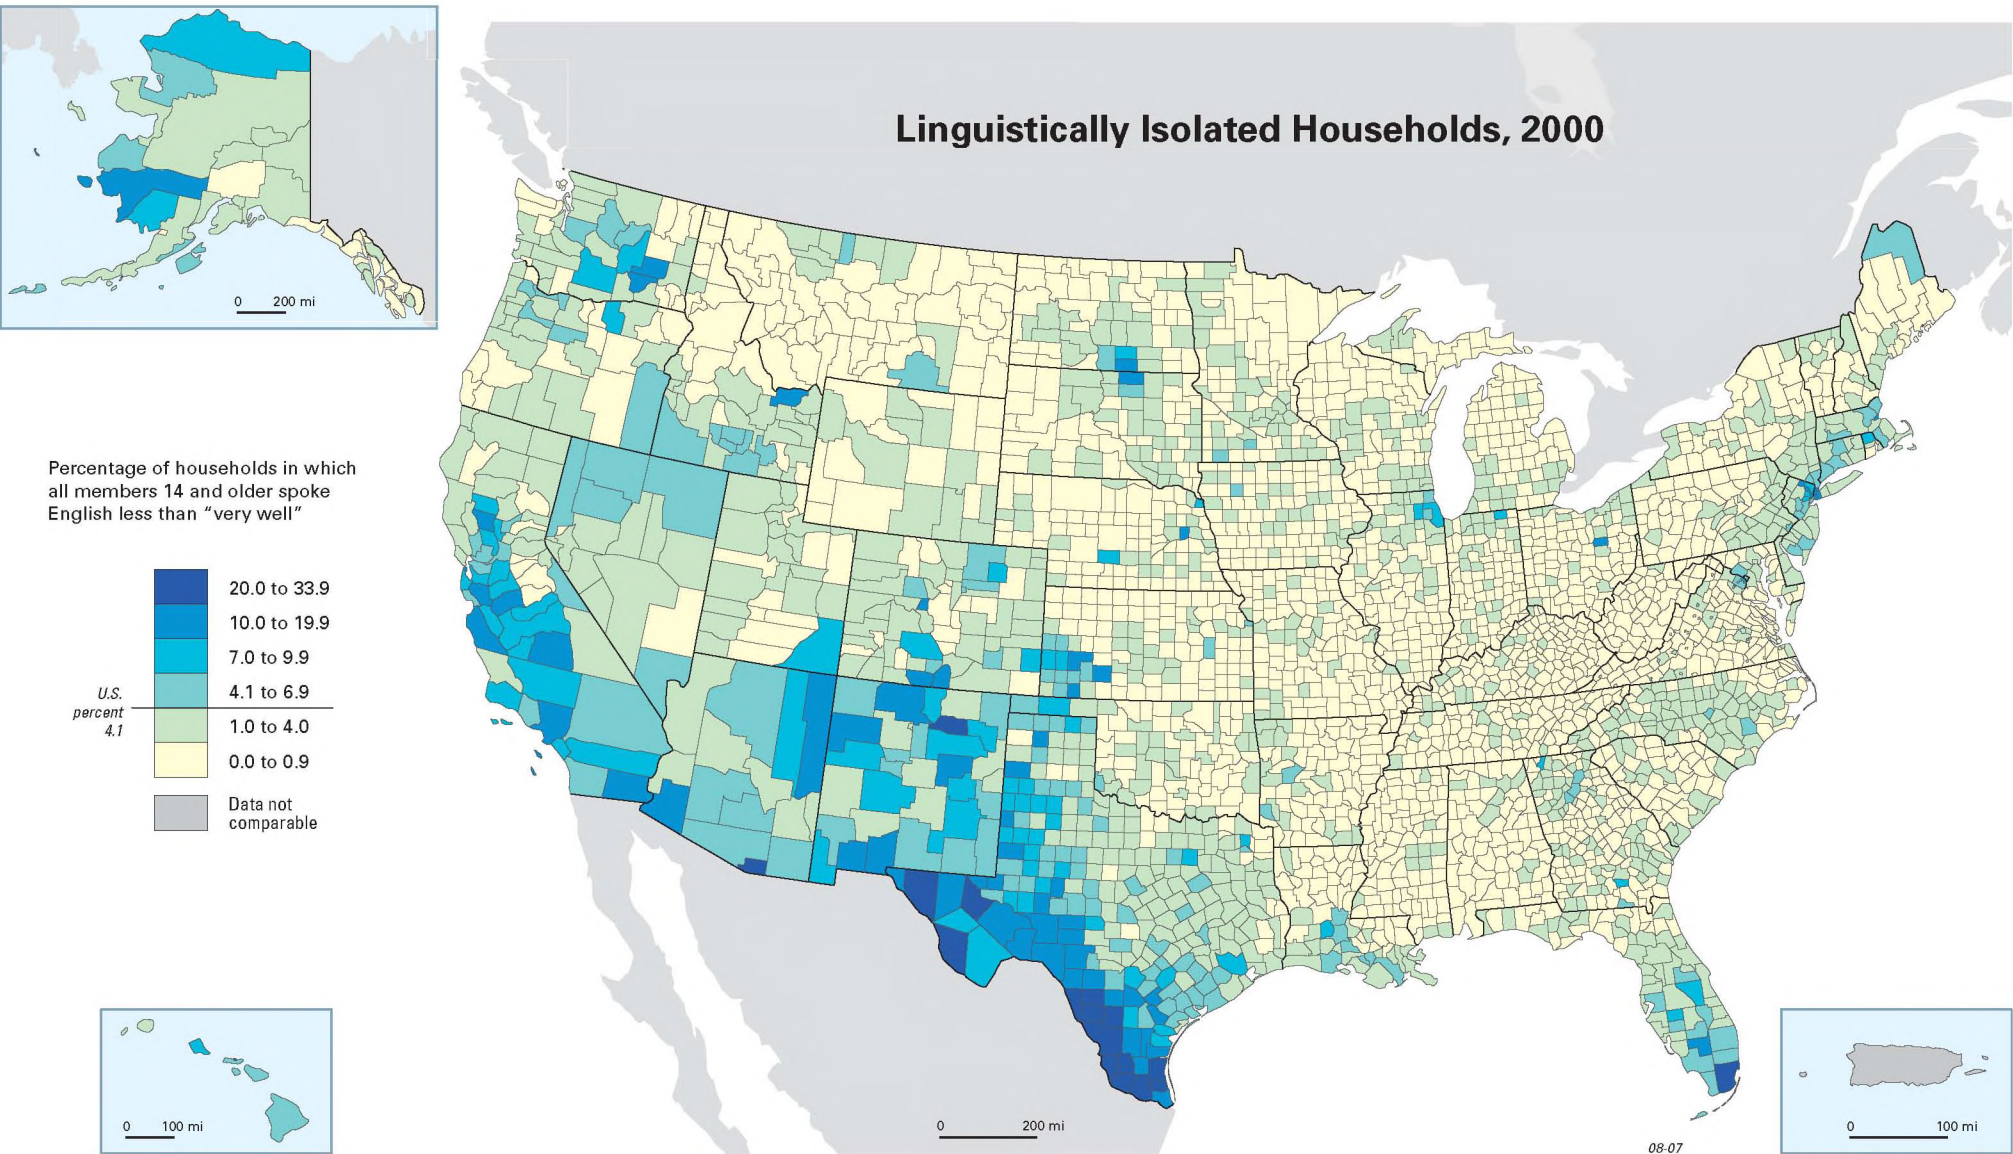 Linguistically Isolated Households, 2000
0 200 mi
Percentage of households in which
all members 14 and older spoke
English less than “very well”
20.0 to 33.9
10.0 to 19.9
7.0 to 9.9
4.1 to 6.9
U.S.
percent
4.1
1.0 to 4.0
0.0 to 0.9
Data not
comparable
0 100 mi
0 200 mi
0 100 mi
08-07